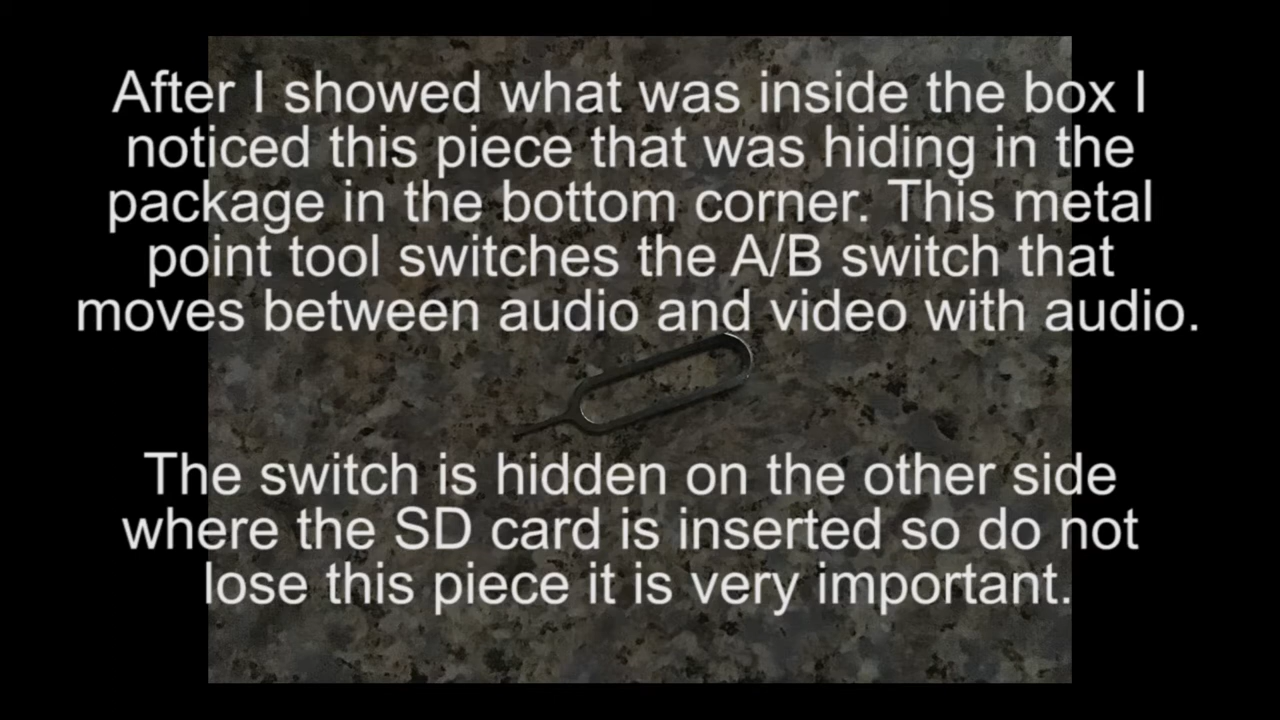 After I showed what was inside the box I
noticed this piece that was hiding in the
package in the bottom corner. This metal
point tool switches the A/B switch that
moves between audio and video with audio.
The switch is hidden on the other side
where the SD card is inserted so do not
lose this piece it is very important.